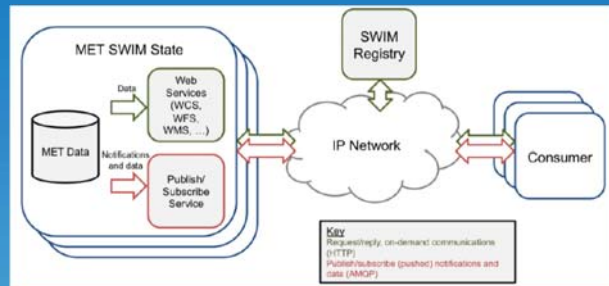 MET SWIM State
MET Data
Data
Notifications
and data
Web
Services
(WCS,
WFS,
WMS, ...)
Publish/
Subscribe
Service
SWIM
Registry
IP Network
Consumer
Key
Request/reply, on-demand communications
(HTTP)
Publish/subscribe (pushed) notifications and
data (AMQP)